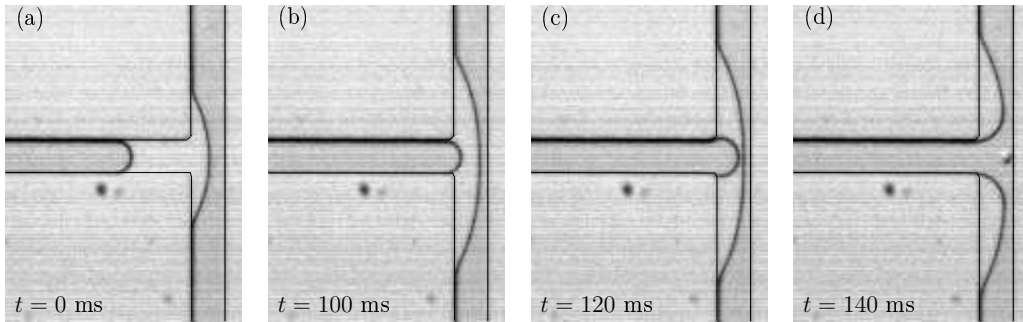 (a)
(b)
(c)
(d)
t = 0 ms
t = 100 ms
t = 120 ms
t = 140 ms